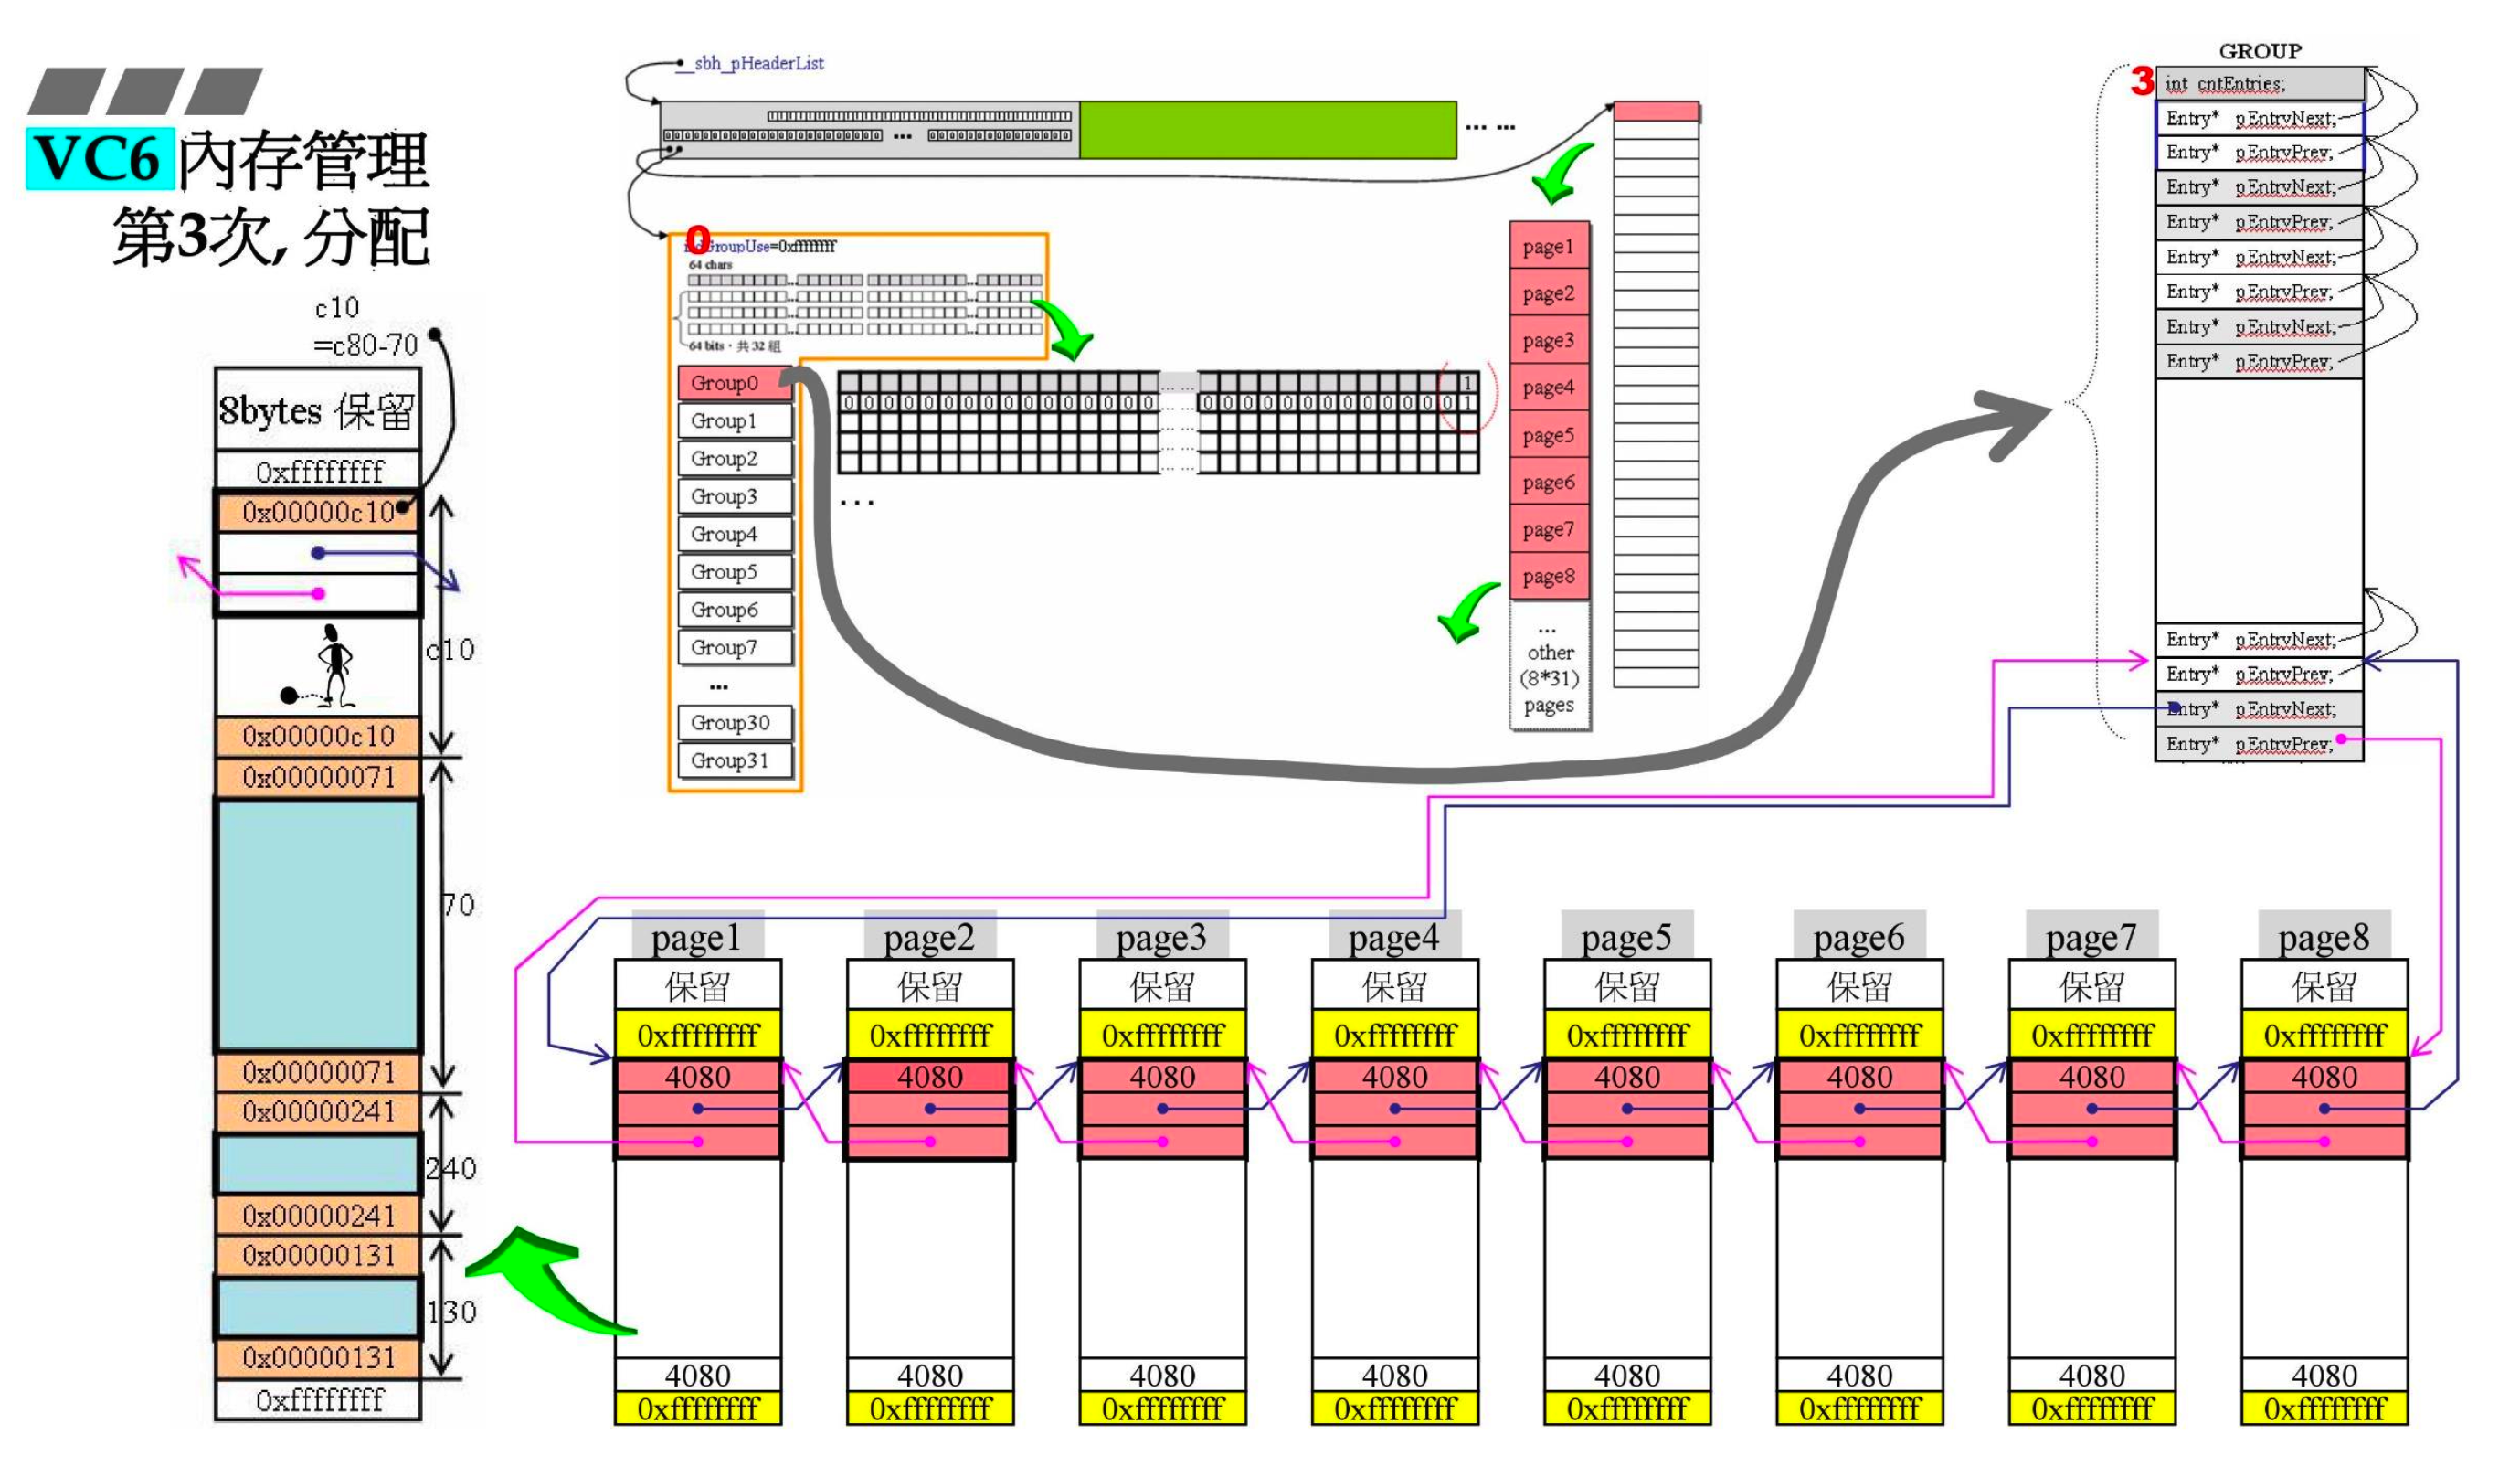 VC6 內存管理
第3次, 分配
c10
=c80-70
8bytes 保留
0xffffffff
0x00000c10
c10
0x00000c10
0x00000071
70
0x00000071
0x00000241
240
0x00000241
0x00000131
130
0x00000131
0xffffffff
__sbh_pHeaderList
... ...
...
0
GroupUse=0xffffffff
64 chars
64 bits，共 32 組
Group0
Group1
Group2
Group3
Group4
Group5
Group6
Group7
...
Group30
Group31
... ...
1
0 0 0 0 0 0 0 0 0 0 0 0 0 0 0 0 ... ... 0 0 0 0 0 0 0 0 0 0 0 0 0 1
...
page1
page2
page3
page4
page5
page6
page7
page8
...
other
(8*31)
pages
GROUP
3
int cntEntries;
Entry* pEntryNext;
Entry* pEntryPrev;
Entry* pEntryNext;
Entry* pEntryPrev;
Entry* pEntryNext;
Entry* pEntryPrev;
Entry* pEntryNext;
Entry* pEntryPrev;
Entry* pEntryNext;
Entry* pEntryPrev;
Entry* pEntryNext;
Entry* pEntryPrev;
page1 page2 page3 page4 page5 page6 page7 page8
保留 保留 保留 保留 保留 保留 保留 保留
0xffffffff 0xffffffff 0xffffffff 0xffffffff 0xffffffff 0xffffffff 0xffffffff 0xffffffff
4080 4080 4080 4080 4080 4080 4080 4080
4080 4080 4080 4080 4080 4080 4080 4080
0xffffffff 0xffffffff 0xffffffff 0xffffffff 0xffffffff 0xffffffff 0xffffffff 0xffffffff